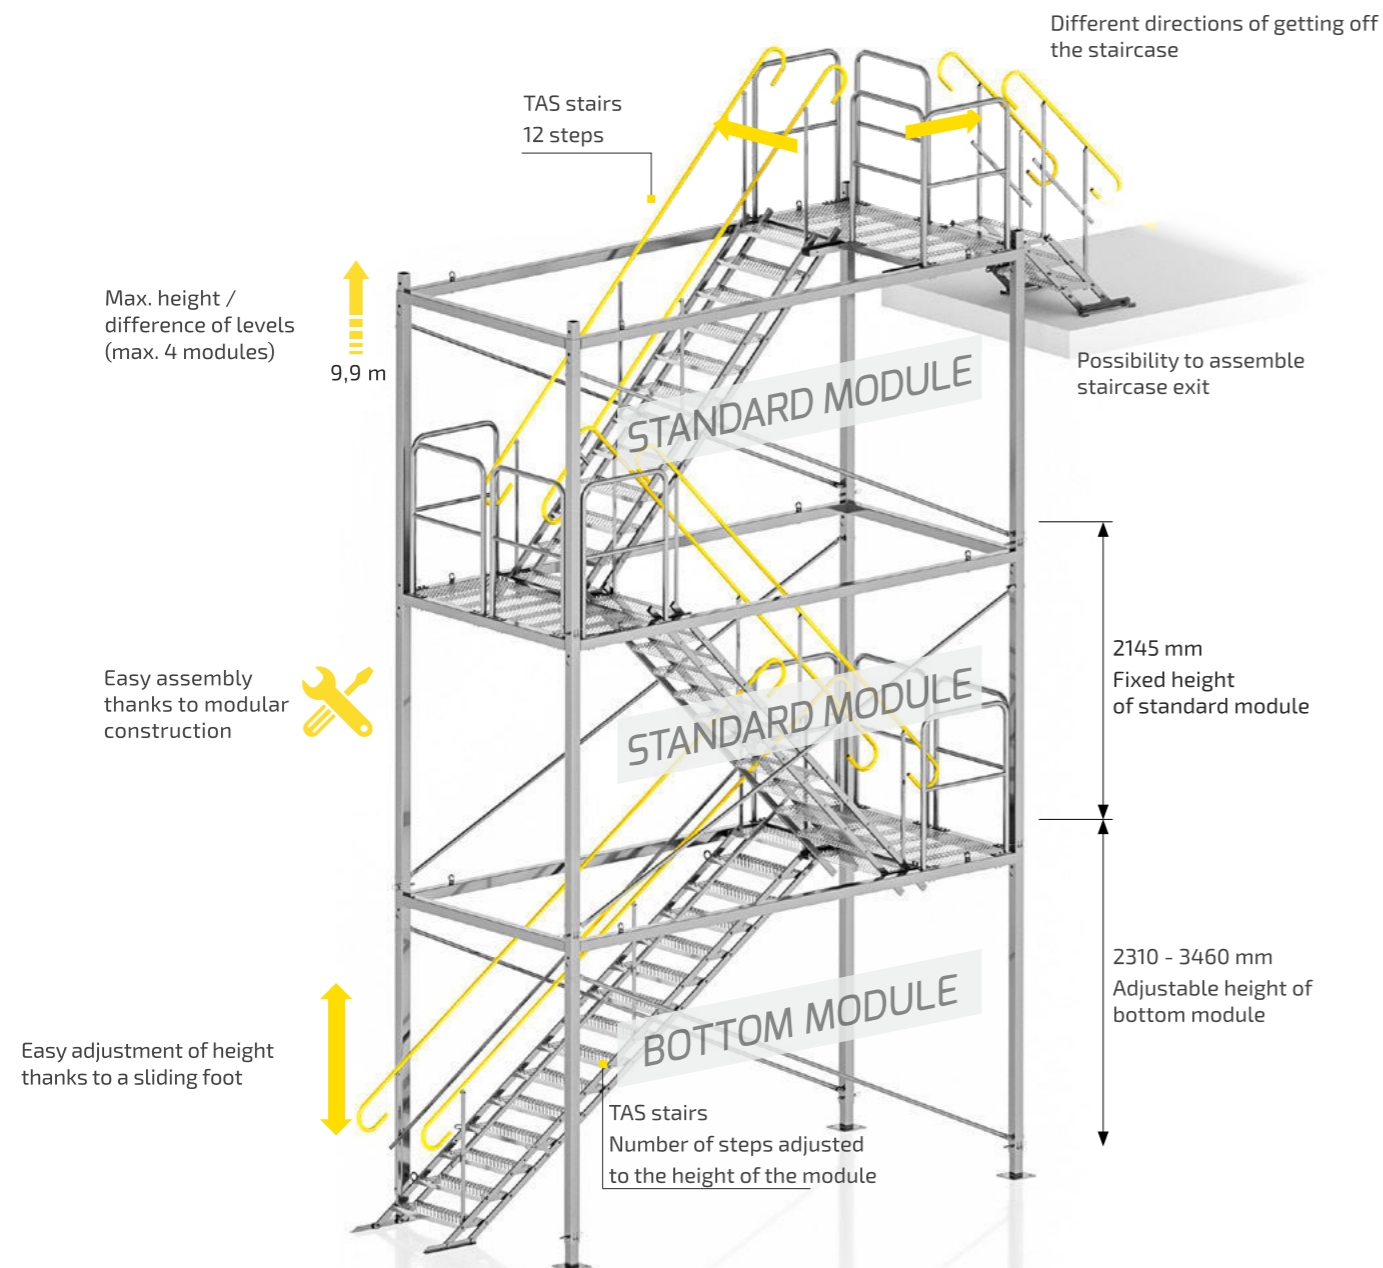 Different directions of getting off
the staircase
TAS stairs
12 steps
Max. height /
difference of levels
(max. 4 modules)
9,9 m
Possibility to assemble
staircase exit
STANDARD MODULE
2145 mm
Fixed height
of standard module
Easy assembly
thanks to modular
construction
STANDARD MODULE
2310 - 3460 mm
Adjustable height of
bottom module
BOTTOM MODULE
Easy adjustment of height
thanks to a sliding foot
TAS stairs
Number of steps adjusted
to the height of the module